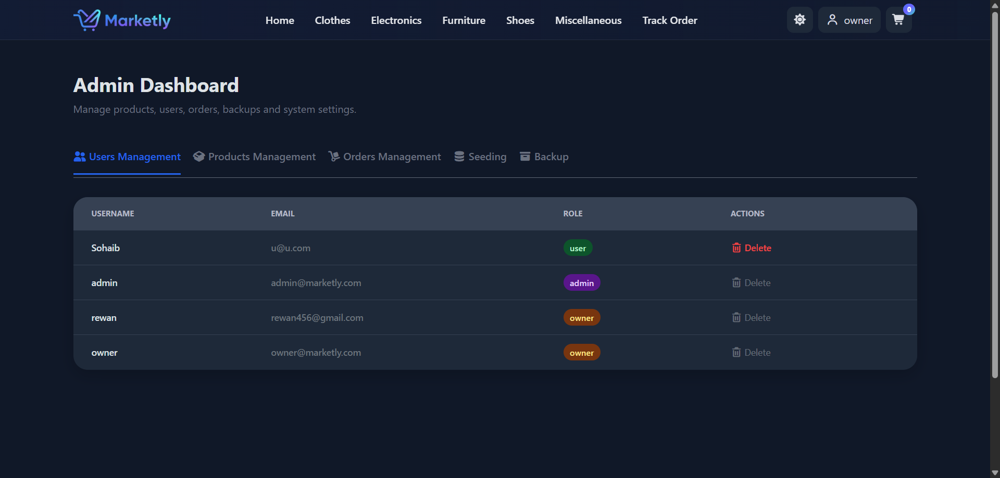 Marketly
Home Clothes Electronics Furniture Shoes Miscellaneous Track Order
owner
0
Admin Dashboard
Manage products, users, orders, backups and system settings.
Users Management Products Management Orders Management Seeding Backup
USERNAME EMAIL ROLE ACTIONS
Sohaib u@u.com user Delete
admin admin@marketly.com admin Delete
rewan rewan456@gmail.com owner Delete
owner owner@marketly.com owner Delete